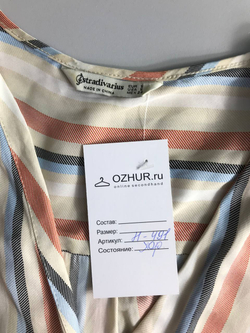 Stradivarius
MADE IN CHINA
OZHUR.ru
online secondhand
Состав:
Размер:
Артикул:
Состояние: